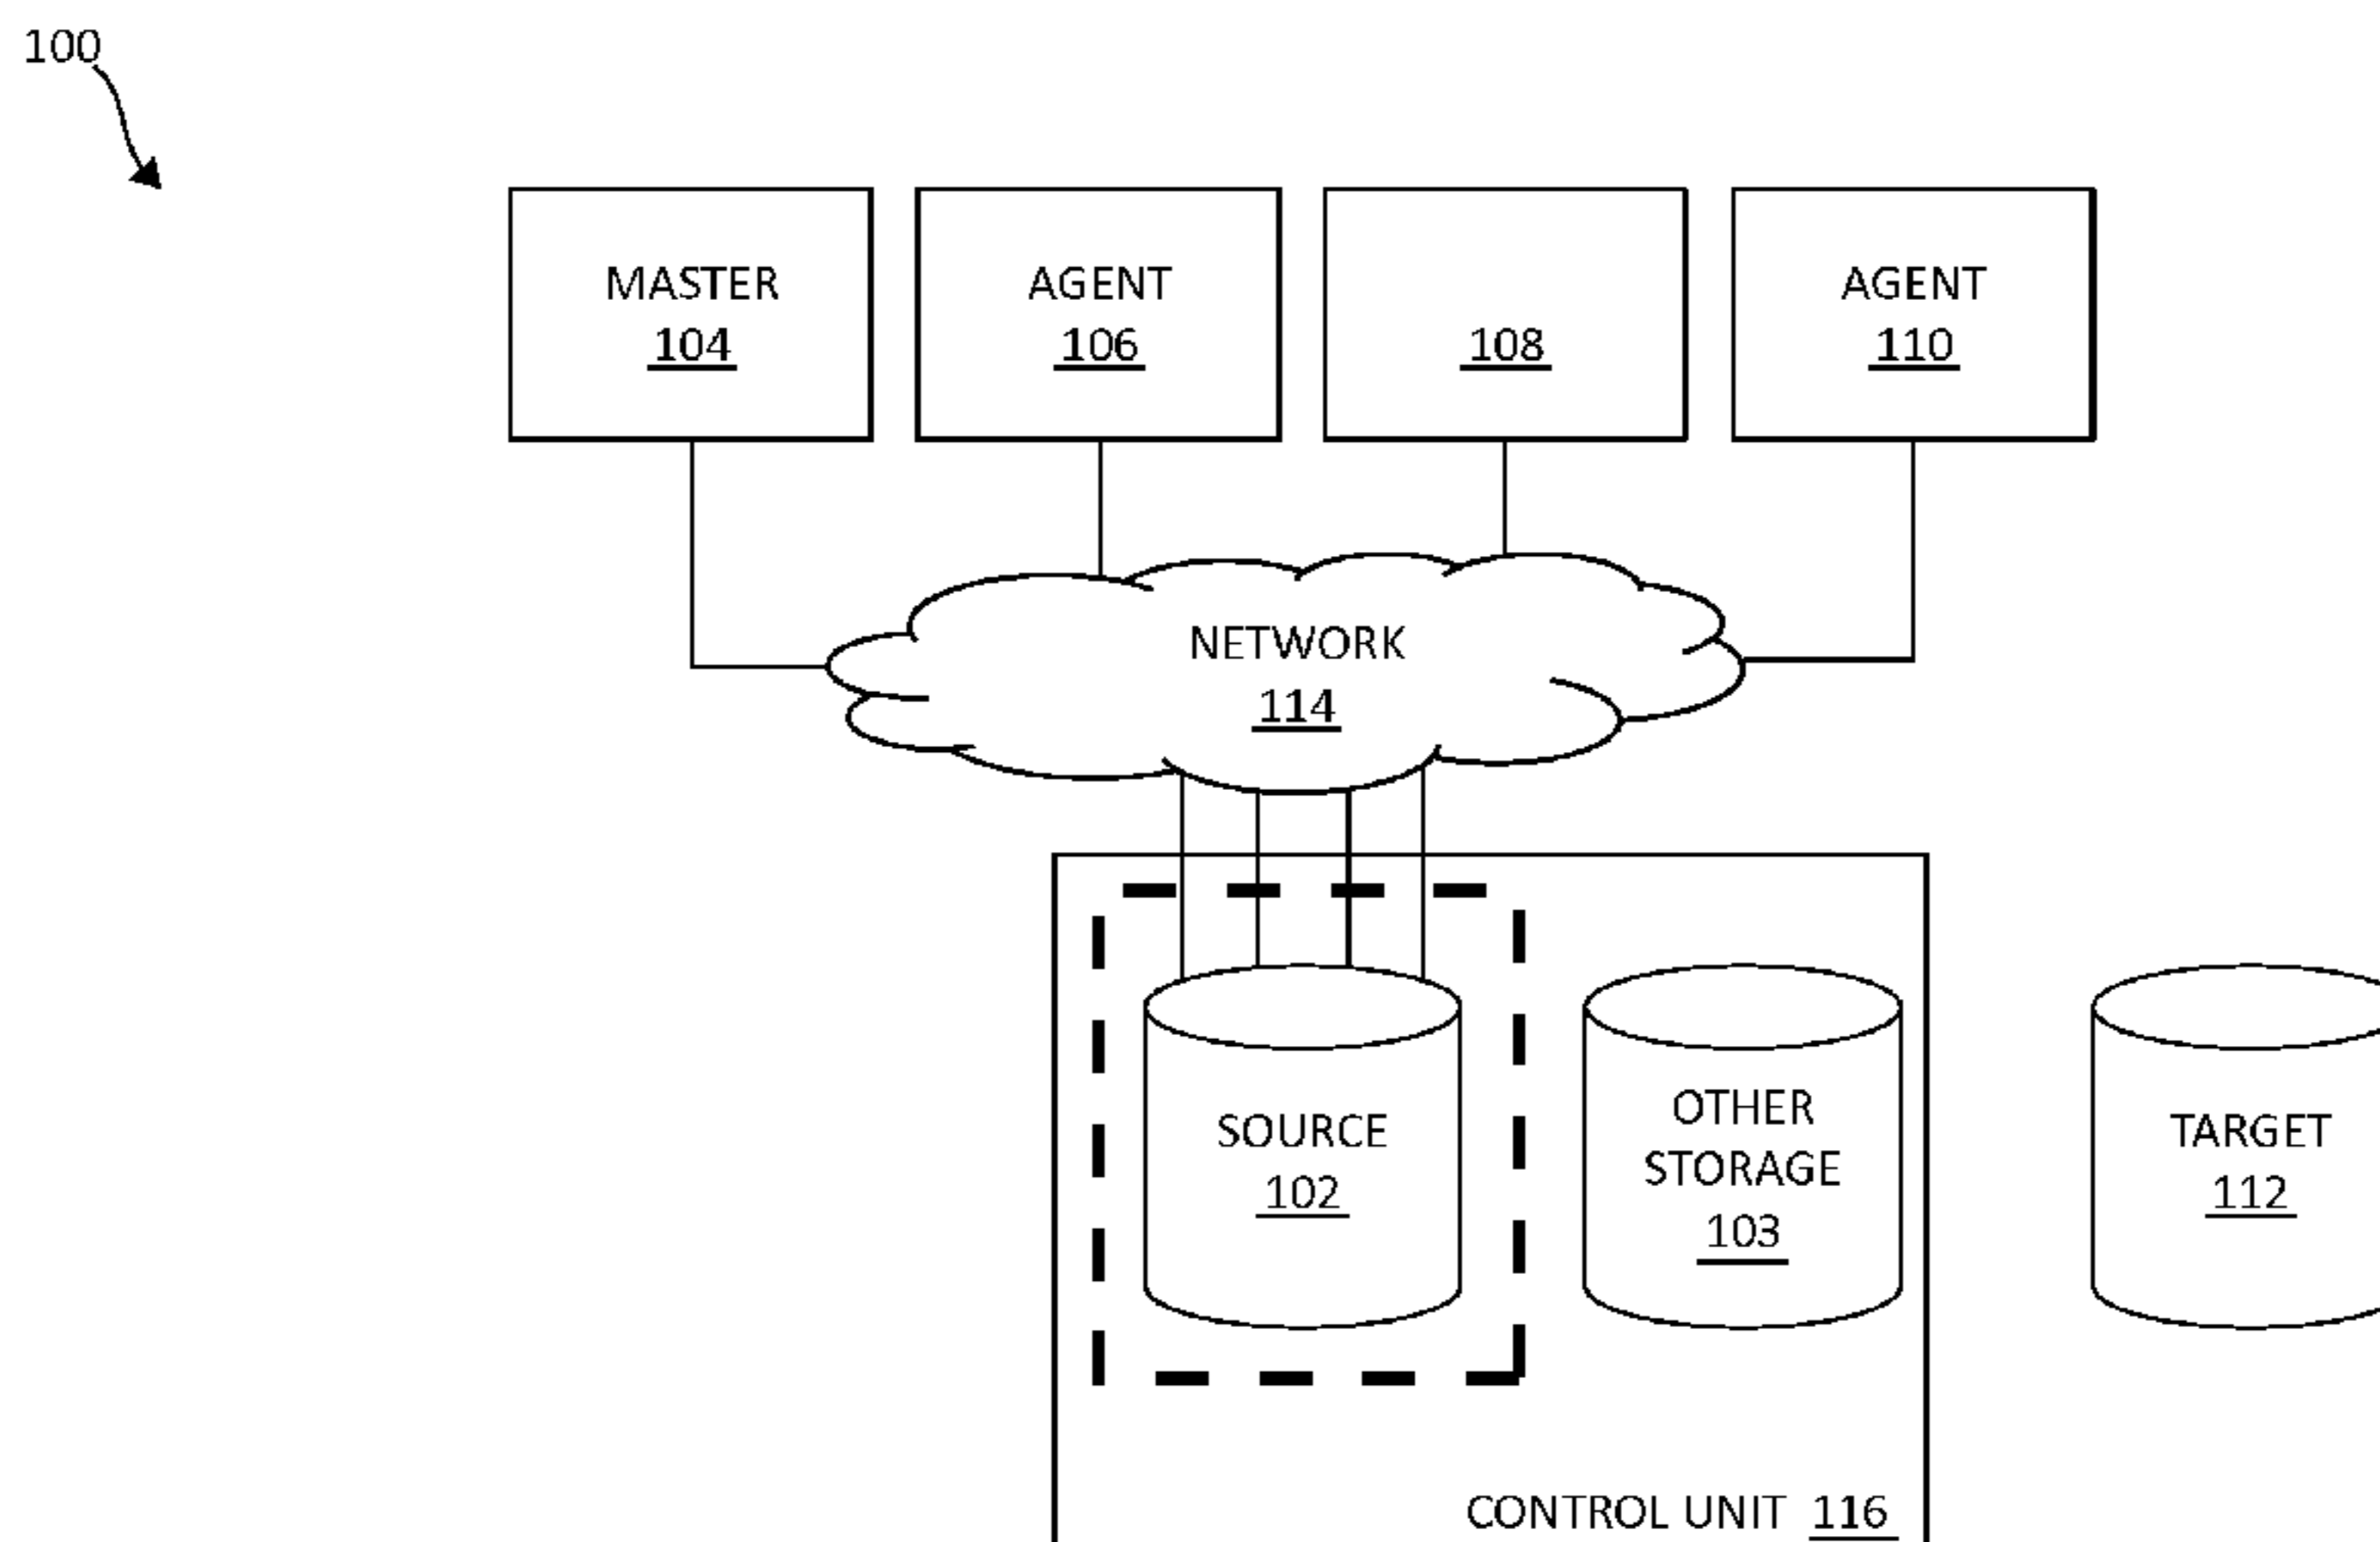 100
MASTER
104
AGENT
106
108
AGENT
110
NETWORK
114
SOURCE
102
OTHER
STORAGE
103
TARGET
112
CONTROL UNIT 116